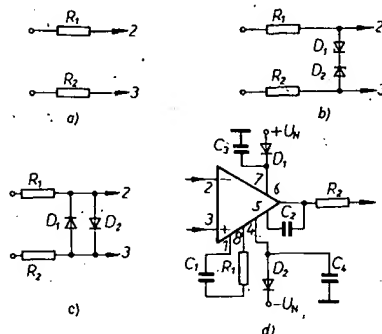 R1 2
R2 3
a)
R1 2
D1
D2
R2 3
b)
R1 2
D1 D2
R2 3
c)
+UN
C3 D1
7
2 − 6 R2
5 C2
3 + 1 8 4
C1 R1 D2 C4
−UN
d)